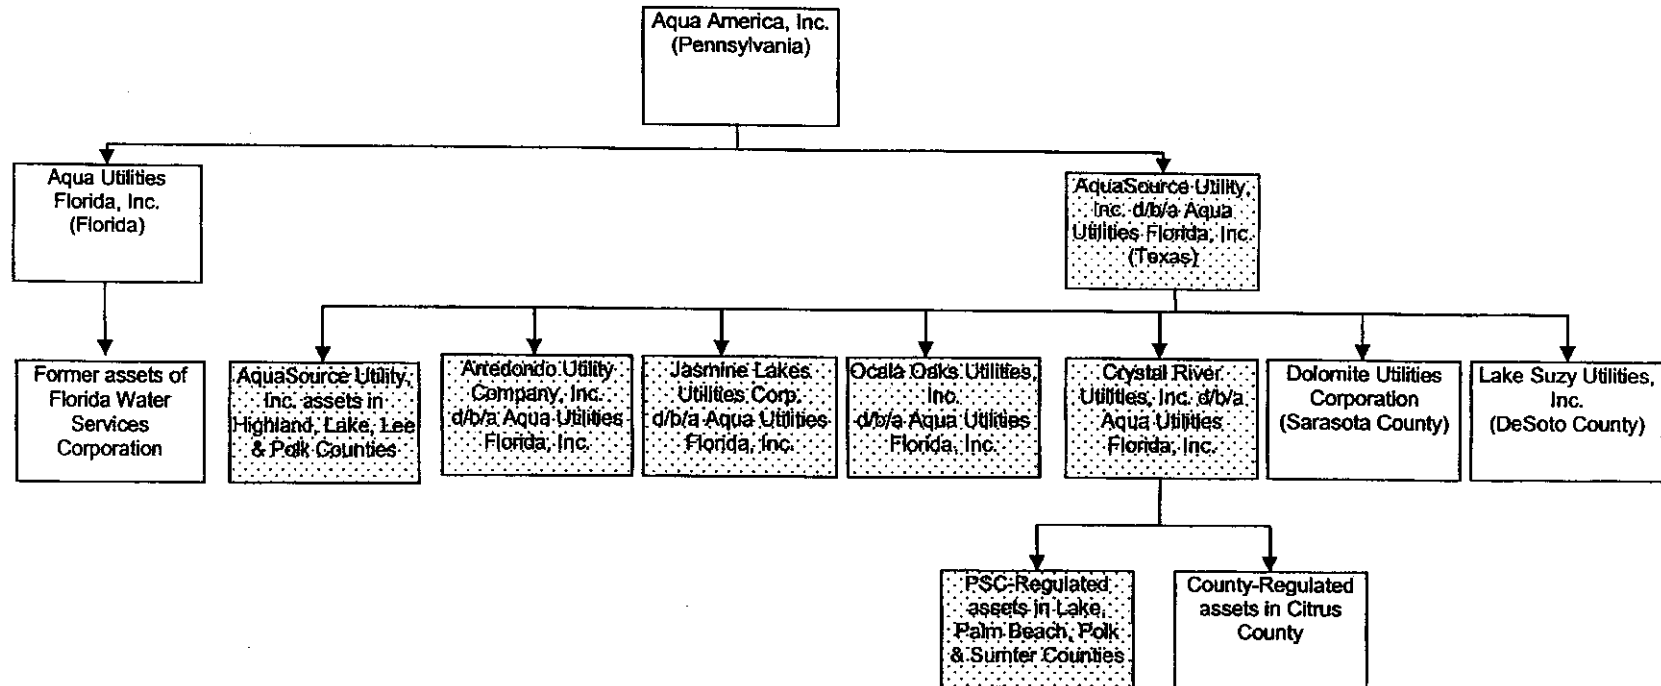 Aqua America, Inc.
(Pennsylvania)
Aqua Utilities
Florida, Inc.
(Florida)
AquaSource Utility,
Inc. d/b/a Aqua
Utilities Florida, Inc.
(Texas)
Former assets of
Florida Water
Services
Corporation
AquaSource Utility,
Inc. assets in
Highland, Lake, Lee
& Polk Counties
Arredondo Utility
Company, Inc.
d/b/a Aqua Utilities
Florida, Inc.
Jasmine Lakes
Utilities Corp.
d/b/a Aqua Utilities
Florida, Inc.
Ocala Oaks Utilities,
Inc.
d/b/a Aqua Utilities
Florida, Inc.
Crystal River
Utilities, Inc. d/b/a
Aqua Utilities
Florida, Inc.
Dolomite Utilities
Corporation
(Sarasota County)
Lake Suzy Utilities,
Inc.
(DeSoto County)
PSC-Regulated
assets in Lake,
Palm Beach, Polk
& Sumter Counties
County-Regulated
assets in Citrus
County